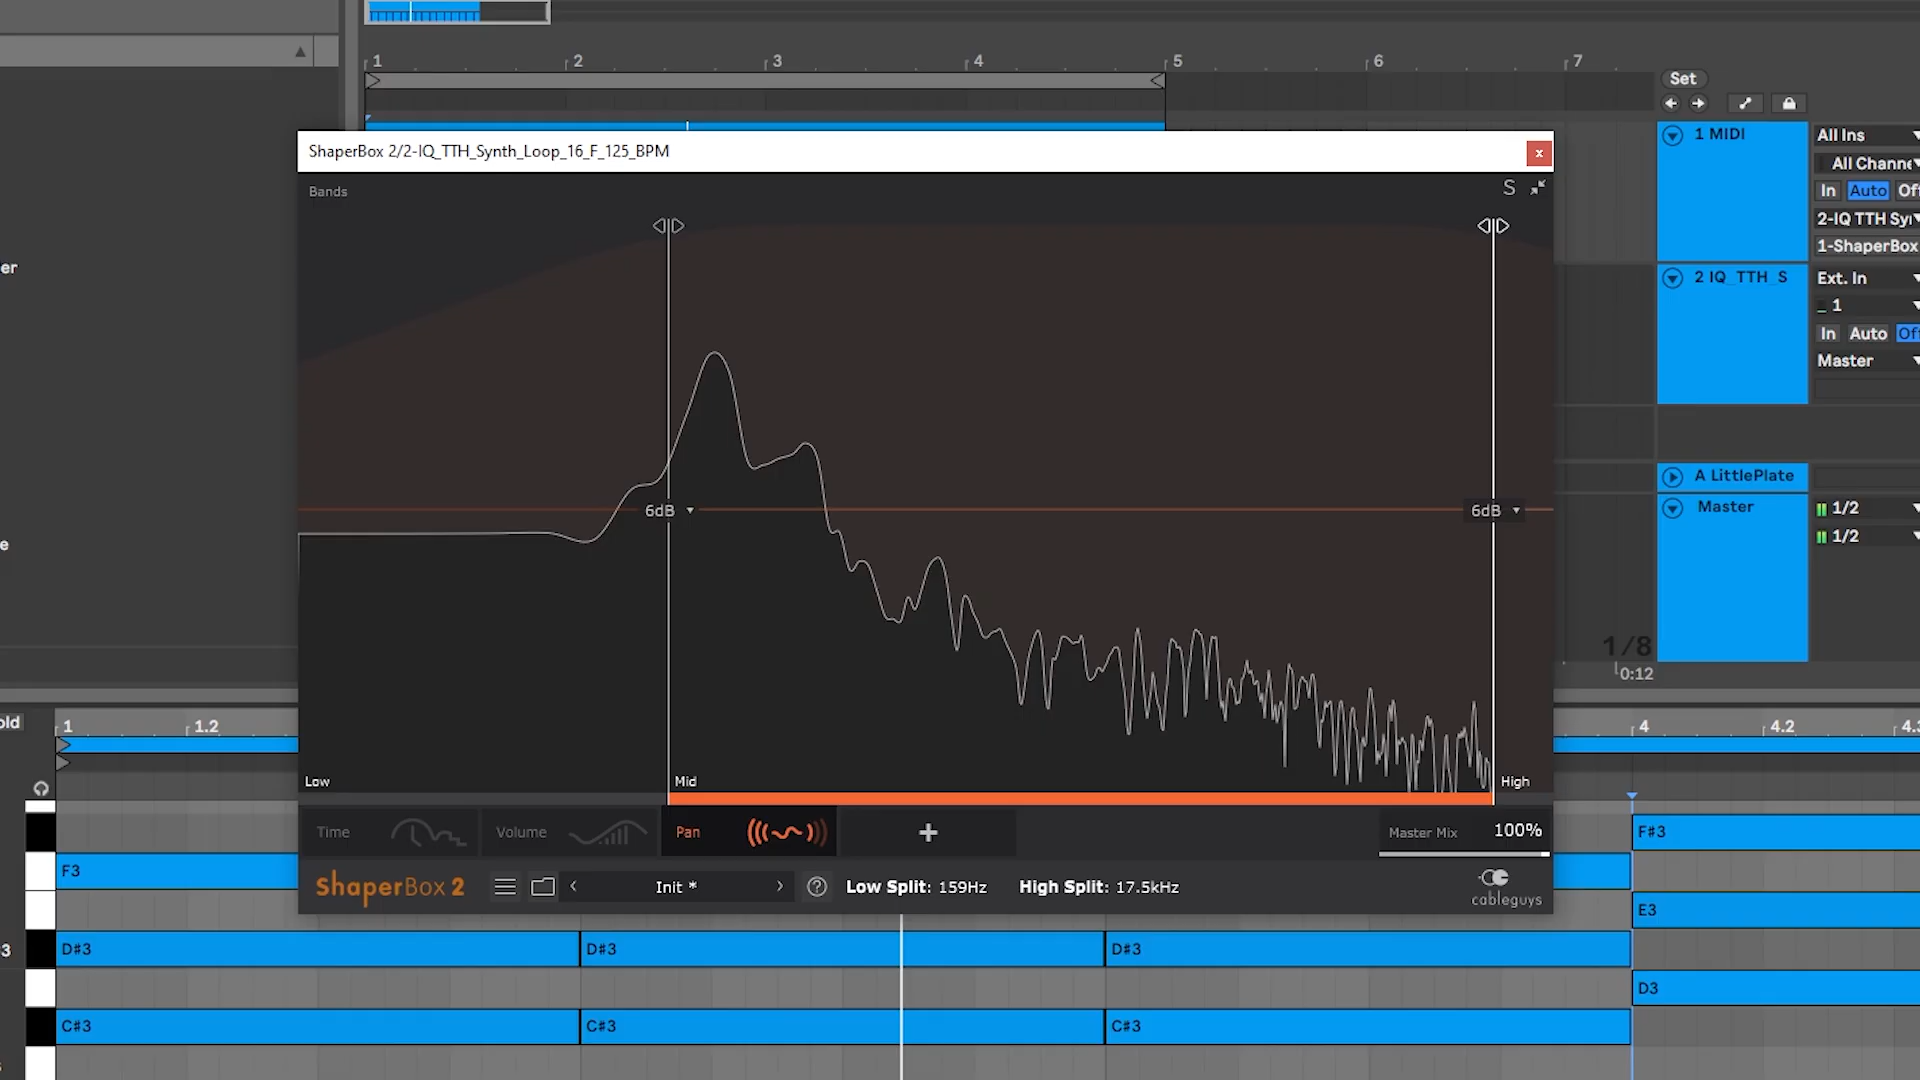 1 2 3 4 5 6 7
Set
1 MIDI
All Ins
All Channe
In Auto Off
2-IQ TTH Syn
1-ShaperBox
2 IQ_TTH_S
Ext. In
1
In Auto Off
Master
A LittlePlate
Master
1/2
1/2
1/8
0:12
er
e
ShaperBox 2/2-IQ_TTH_Synth_Loop_16_F_125_BPM
x
Bands
S
6dB
6dB
Low
Mid
High
Time
Volume
Pan
+
Master Mix 100%
ShaperBox 2
Init *
?
Low Split: 159Hz
High Split: 17.5kHz
cableguys
old
1 1.2
4 4.2 4.3
F3
F#3
E3
3
D#3 D#3 D#3
D3
C#3 C#3 C#3